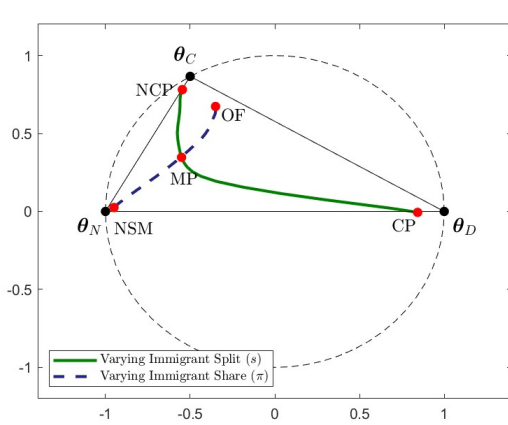 θ_C
1
NCP
OF
0.5
MP
0
θ_N
NSM
CP
θ_D
-0.5
-1
Varying Immigrant Split (s)
Varying Immigrant Share (π)
-1
-0.5
0
0.5
1